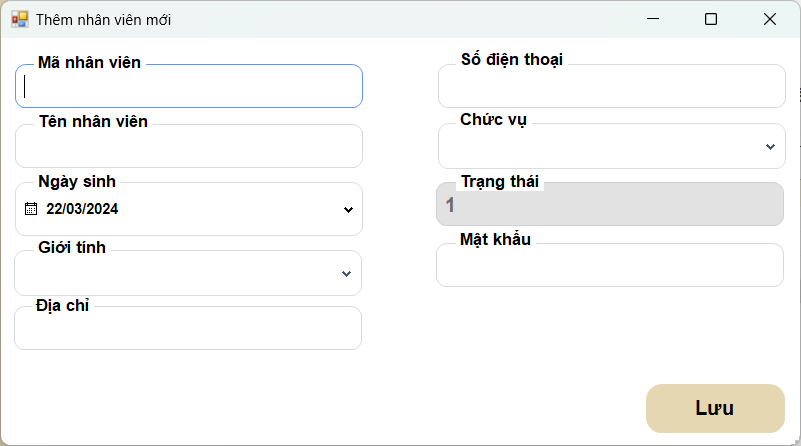 Thêm nhân viên mới
Mã nhân viên
Tên nhân viên
Ngày sinh
22/03/2024
Giới tính
Địa chỉ
Số điện thoại
Chức vụ
Trạng thái
1
Mật khẩu
Lưu